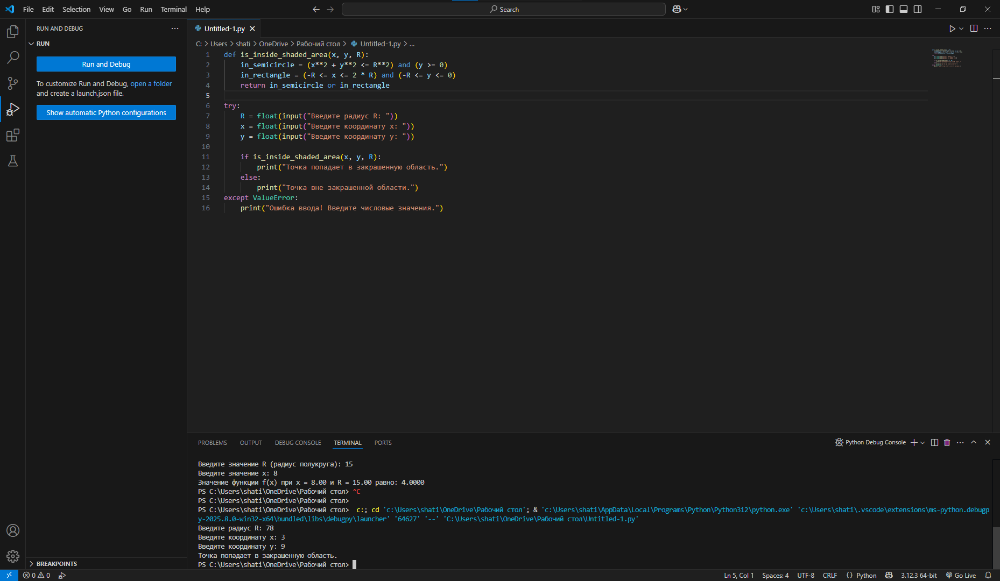 File Edit Selection View Go Run Terminal Help
Search
RUN AND DEBUG
RUN
Run and Debug
To customize Run and Debug, open a folder
and create a launch.json file.
Show automatic Python configurations
BREAKPOINTS
Untitled-1.py
C: > Users > shati > OneDrive > Рабочий стол > Untitled-1.py > ...
1 def is_inside_shaded_area(x, y, R):
2     in_semicircle = (x**2 + y**2 <= R**2) and (y >= 0)
3     in_rectangle = (-R <= x <= 2 * R) and (-R <= y <= 0)
4     return in_semicircle or in_rectangle
5
6 try:
7     R = float(input("Введите радиус R: "))
8     x = float(input("Введите координату x: "))
9     y = float(input("Введите координату y: "))
10
11     if is_inside_shaded_area(x, y, R):
12         print("Точка попадает в закрашенную область.")
13     else:
14         print("Точка вне закрашенной области.")
15 except ValueError:
16     print("Ошибка ввода! Введите числовые значения.")
PROBLEMS OUTPUT DEBUG CONSOLE TERMINAL PORTS
Python Debug Console
Введите значение R (радиус полукруга): 15
Введите значение x: 8
Значение функции f(x) при x = 8.00 и R = 15.00 равно: 4.0000
PS C:\Users\shati\OneDrive\Рабочий стол> ^C
PS C:\Users\shati\OneDrive\Рабочий стол>
PS C:\Users\shati\OneDrive\Рабочий стол>  c:; cd 'c:\Users\shati\OneDrive\Рабочий стол'; & 'c:\Users\shati\AppData\Local\Programs\Python\Python312\python.exe' 'c:\Users\shati\.vscode\extensions\ms-python.debugp
y-2025.8.0-win32-x64\bundled\libs\debugpy\launcher' '64627' '--' 'C:\Users\shati\OneDrive\Рабочий стол\Untitled-1.py'
Введите радиус R: 78
Введите координату x: 3
Введите координату y: 9
Точка попадает в закрашенную область.
PS C:\Users\shati\OneDrive\Рабочий стол>
0 0
Ln 5, Col 1 Spaces: 4 UTF-8 CRLF {} Python 3.12.3 64-bit Go Live